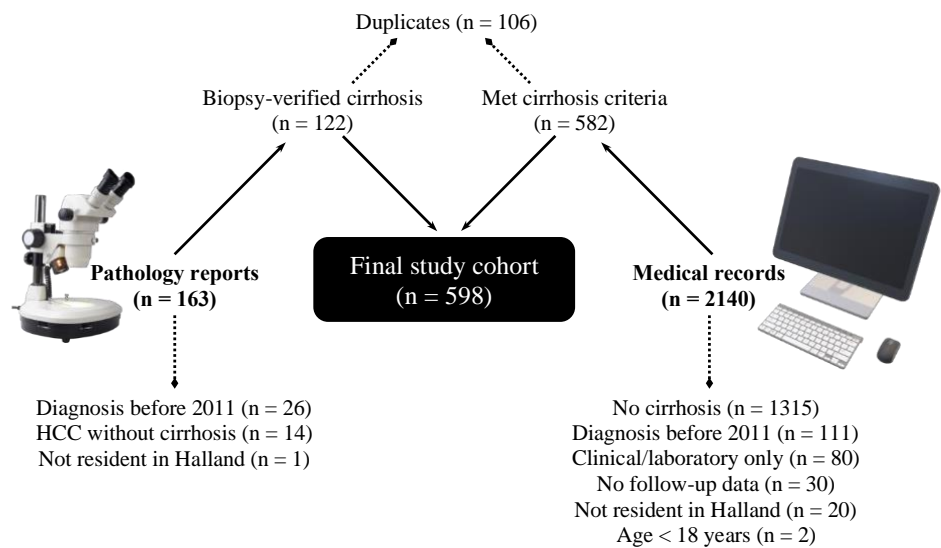 Duplicates (n = 106)
Biopsy-verified cirrhosis
(n = 122)
Met cirrhosis criteria
(n = 582)
Pathology reports
(n = 163)
Final study cohort
(n = 598)
Medical records
(n = 2140)
Diagnosis before 2011 (n = 26)
HCC without cirrhosis (n = 14)
Not resident in Halland (n = 1)
No cirrhosis (n = 1315)
Diagnosis before 2011 (n = 111)
Clinical/laboratory only (n = 80)
No follow-up data (n = 30)
Not resident in Halland (n = 20)
Age < 18 years (n = 2)